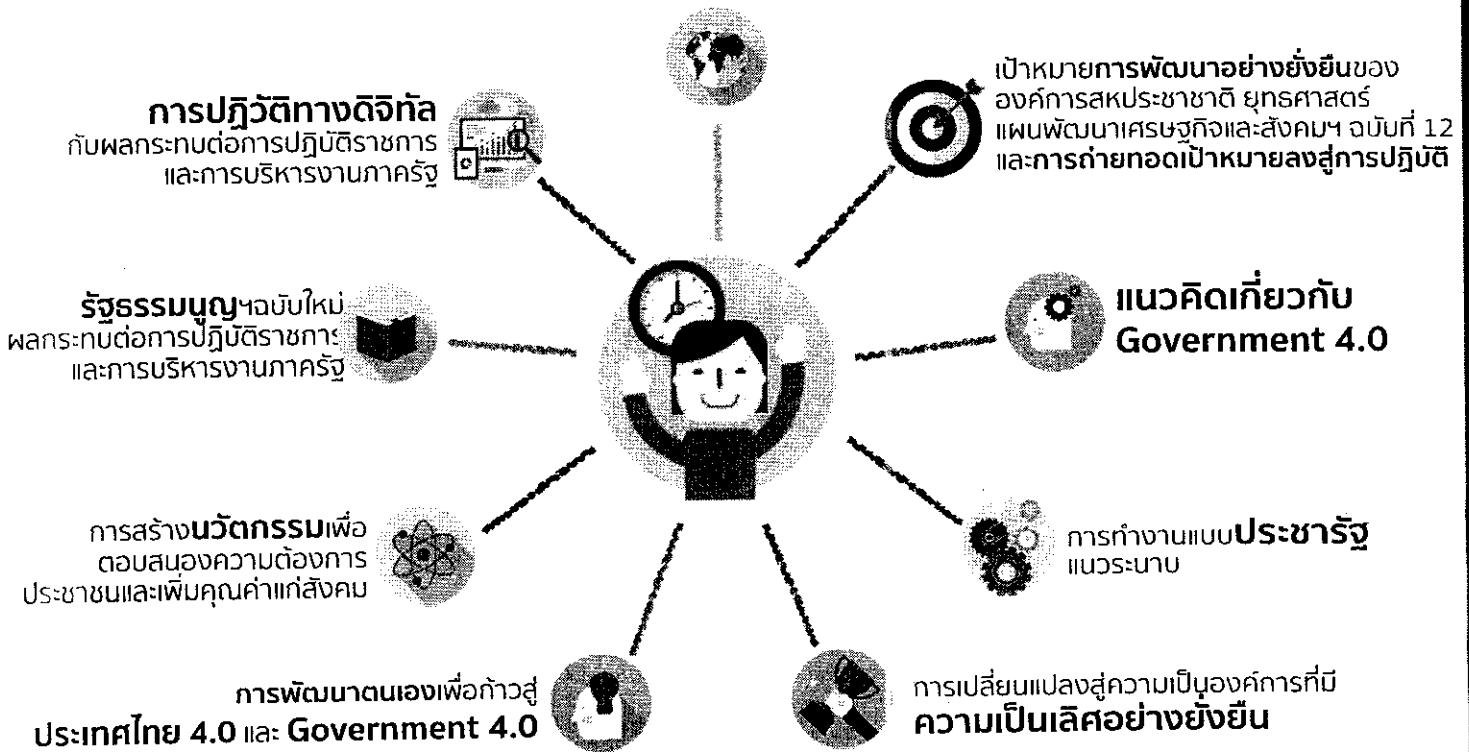 การปฏิวัติทางดิจิทัล
กับผลกระทบต่อการปฏิบัติราชการ
และการบริหารงานภาครัฐ
เป้าหมายการพัฒนาอย่างยั่งยืนของ
องค์การสหประชาชาติ ยุทธศาสตร์
แผนพัฒนาเศรษฐกิจและสังคมฯ ฉบับที่ 12
และการถ่ายทอดเป้าหมายลงสู่การปฏิบัติ
รัฐธรรมนูญฯฉบับใหม่
ผลกระทบต่อการปฏิบัติราชการ
และการบริหารงานภาครัฐ
แนวคิดเกี่ยวกับ
Government 4.0
การสร้างนวัตกรรมเพื่อ
ตอบสนองความต้องการ
ประชาชนและเพิ่มคุณค่าแก่สังคม
การทำงานแบบประชารัฐ
แนวระนาบ
การพัฒนาตนเองเพื่อก้าวสู่
ประเทศไทย 4.0 และ Government 4.0
การเปลี่ยนแปลงสู่ความเป็นองค์การที่มี
ความเป็นเลิศอย่างยั่งยืน